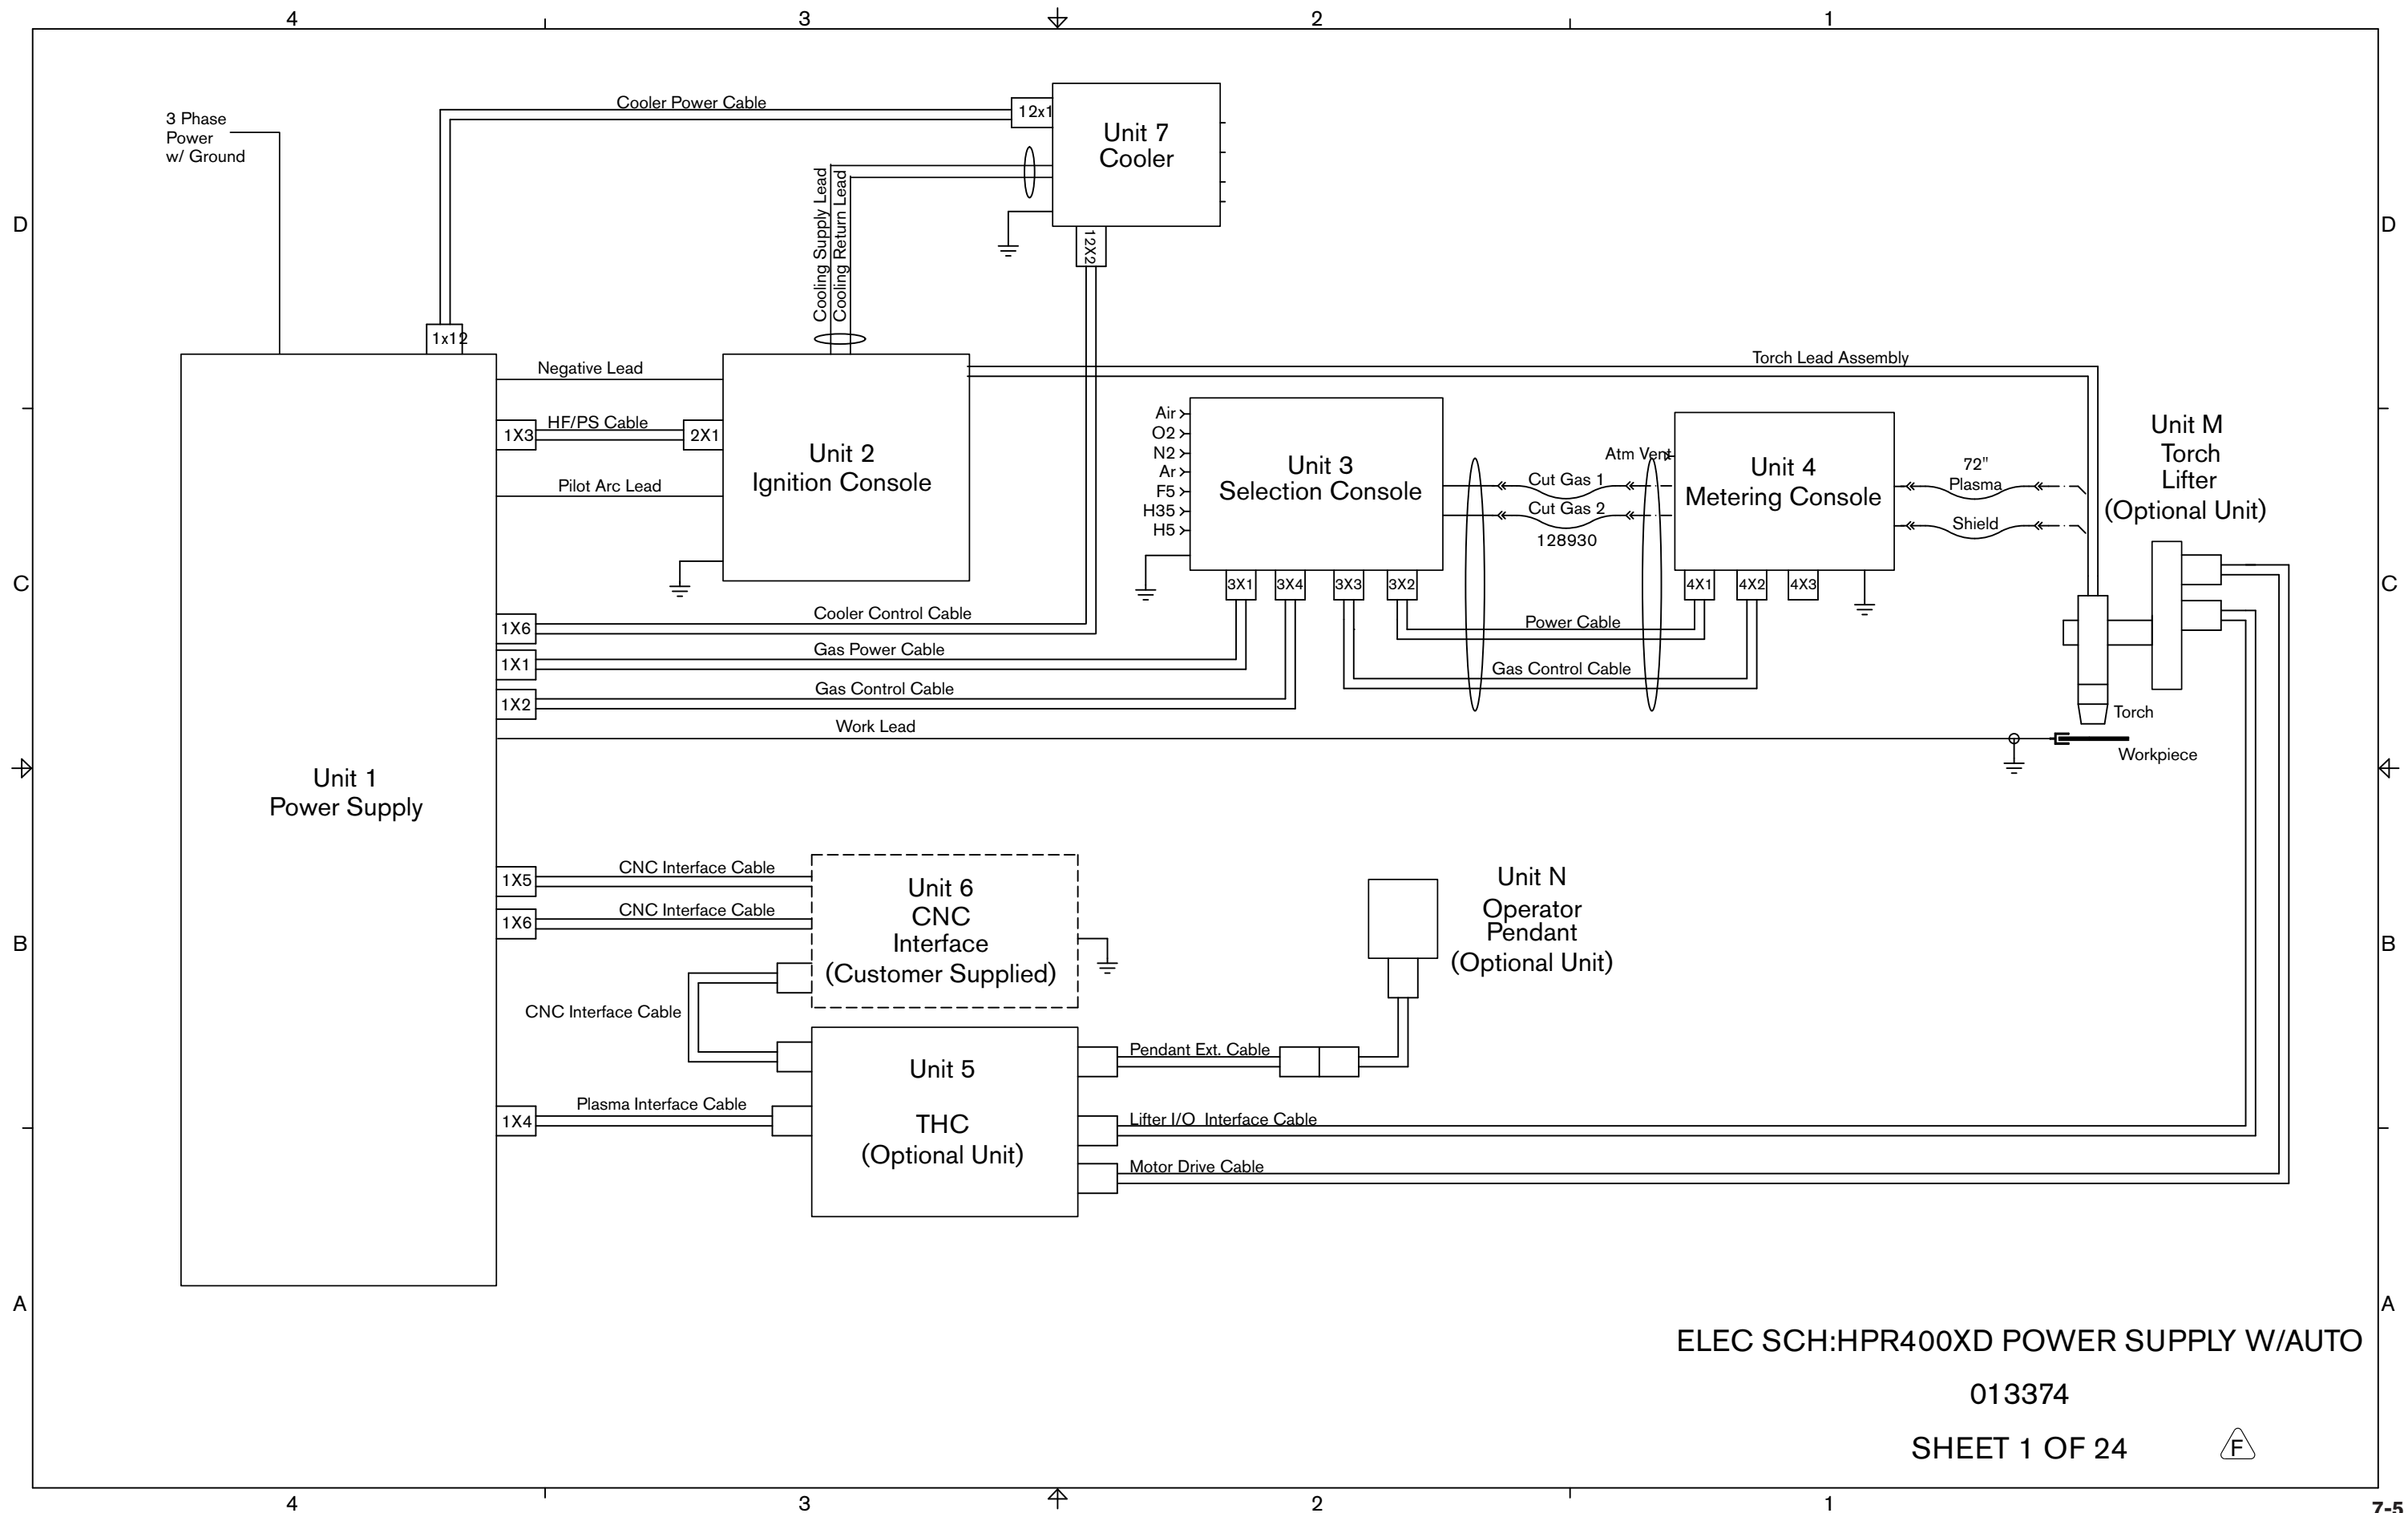 4 3 2 1
3 Phase
Power
w/ Ground
Cooler Power Cable
12x1
Unit 7
Cooler
Cooling Supply Lead
Cooling Return Lead
12X2
D
D
1x12
Negative Lead
HF/PS Cable
1X3
2X1
Pilot Arc Lead
Unit 2
Ignition Console
Torch Lead Assembly
Air
O2
N2
Ar
F5
H35
H5
Unit 3
Selection Console
Atm Vent
Cut Gas 1
Cut Gas 2
128930
Unit 4
Metering Console
72"
Plasma
Shield
Unit M
Torch
Lifter
(Optional Unit)
C
C
3X1
3X4
3X3
3X2
4X1
4X2
4X3
1X6
Cooler Control Cable
1X1
Gas Power Cable
1X2
Gas Control Cable
Power Cable
Gas Control Cable
Work Lead
Torch
Workpiece
Unit 1
Power Supply
1X5
CNC Interface Cable
1X6
CNC Interface Cable
Unit 6
CNC
Interface
(Customer Supplied)
CNC Interface Cable
Unit N
Operator
Pendant
(Optional Unit)
B
B
Unit 5
THC
(Optional Unit)
Pendant Ext. Cable
1X4
Plasma Interface Cable
Lifter I/O Interface Cable
Motor Drive Cable
A
A
ELEC SCH:HPR400XD POWER SUPPLY W/AUTO
013374
SHEET 1 OF 24
F
4 3 2 1
7-5